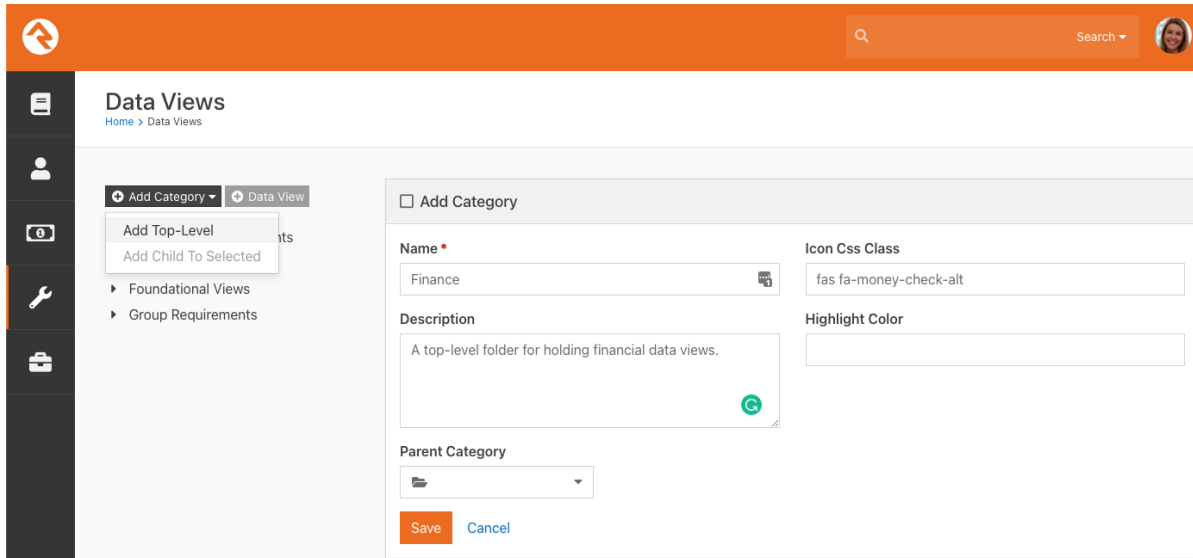 Search
Data Views
Home > Data Views
Add Category
Data View
Add Top-Level
nts
Add Child To Selected
Foundational Views
Group Requirements
Add Category
Name
Icon Css Class
Finance
fas fa-money-check-alt
Description
Highlight Color
A top-level folder for holding financial data views.
Parent Category
Save
Cancel